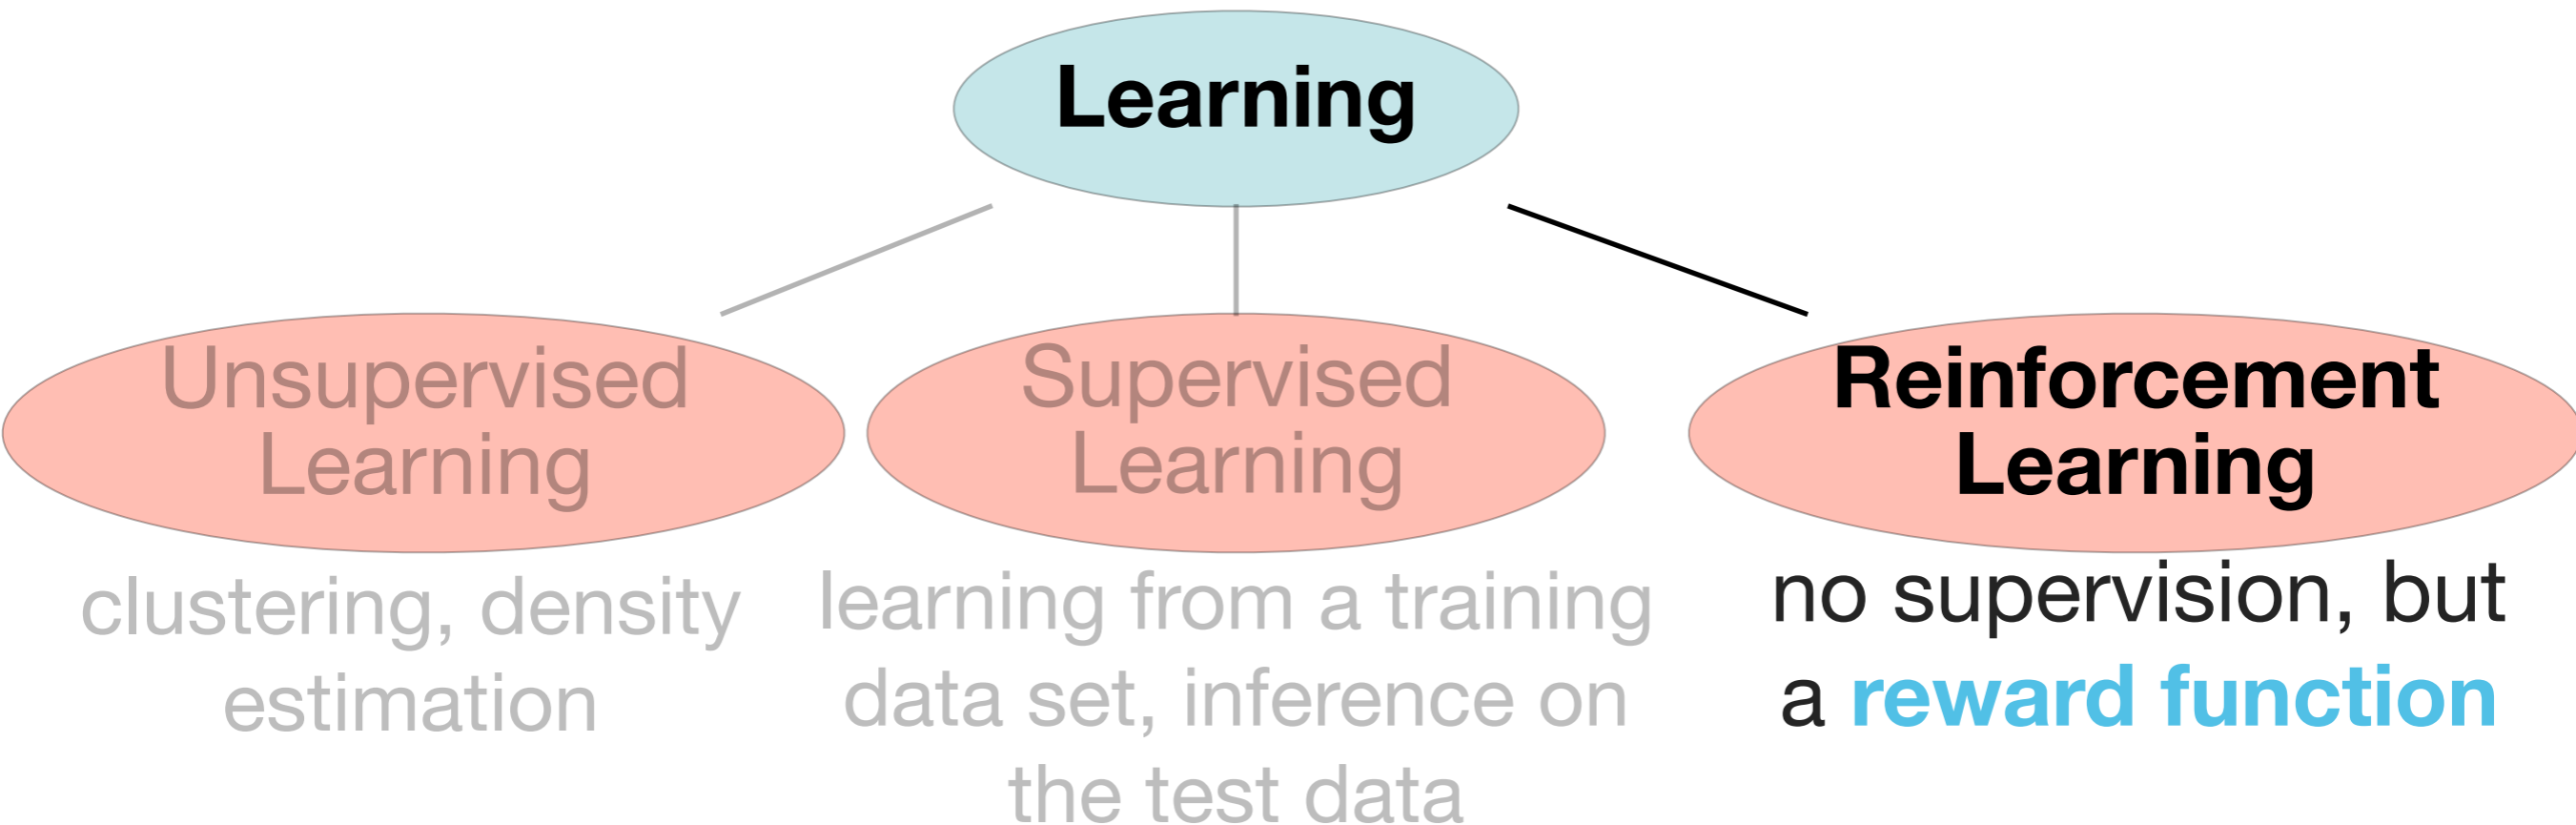 Learning
Unsupervised
Learning
clustering, density
estimation
Supervised
Learning
learning from a training
data set, inference on
the test data
Reinforcement
Learning
no supervision, but
a reward function